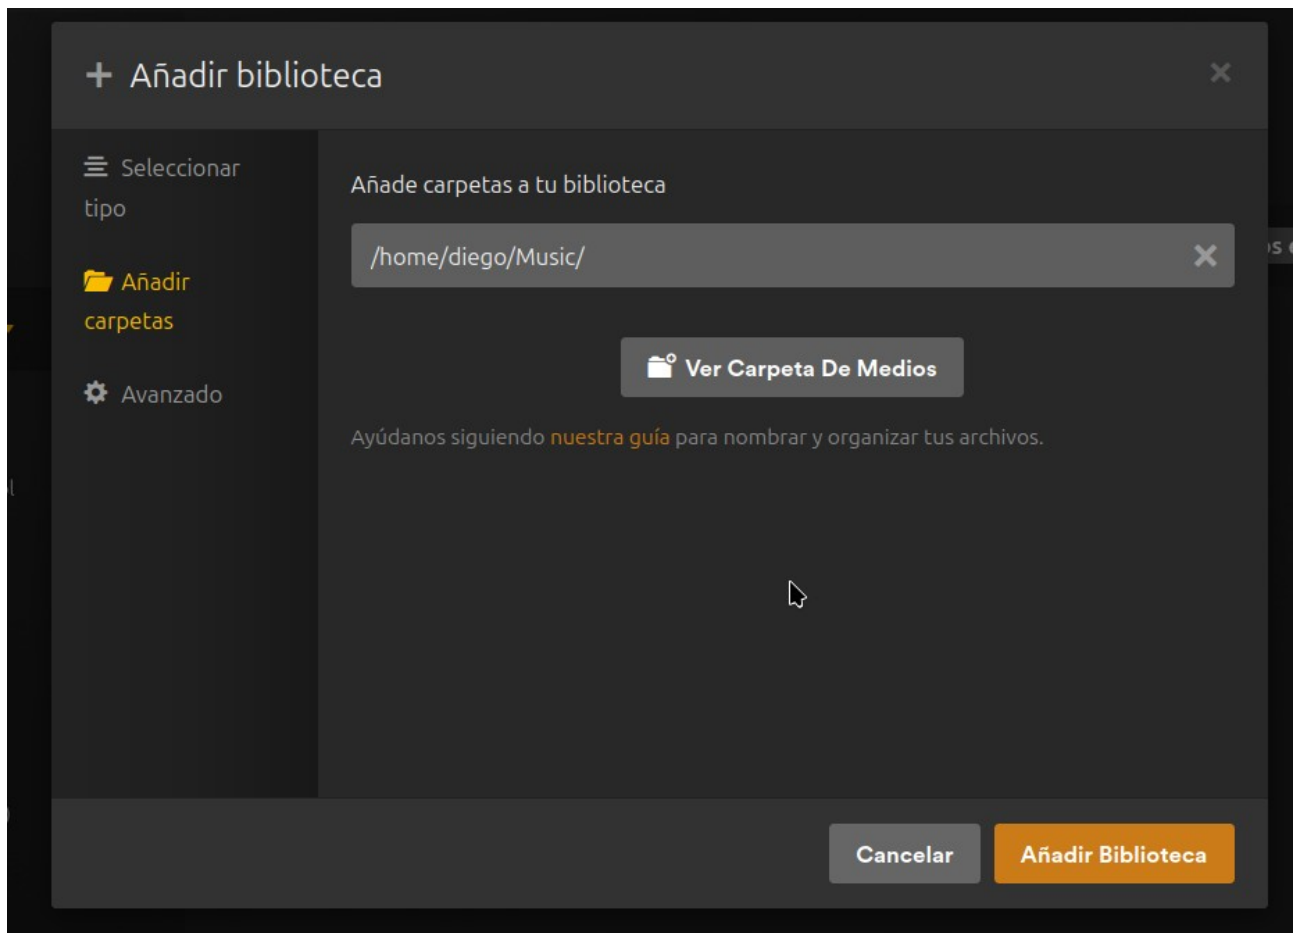 Añadir biblioteca
Seleccionar
tipo
Añadir
carpetas
Avanzado
Añade carpetas a tu biblioteca
/home/diego/Music/
Ver Carpeta De Medios
Ayúdanos siguiendo nuestra guía para nombrar y organizar tus archivos.
Cancelar
Añadir Biblioteca